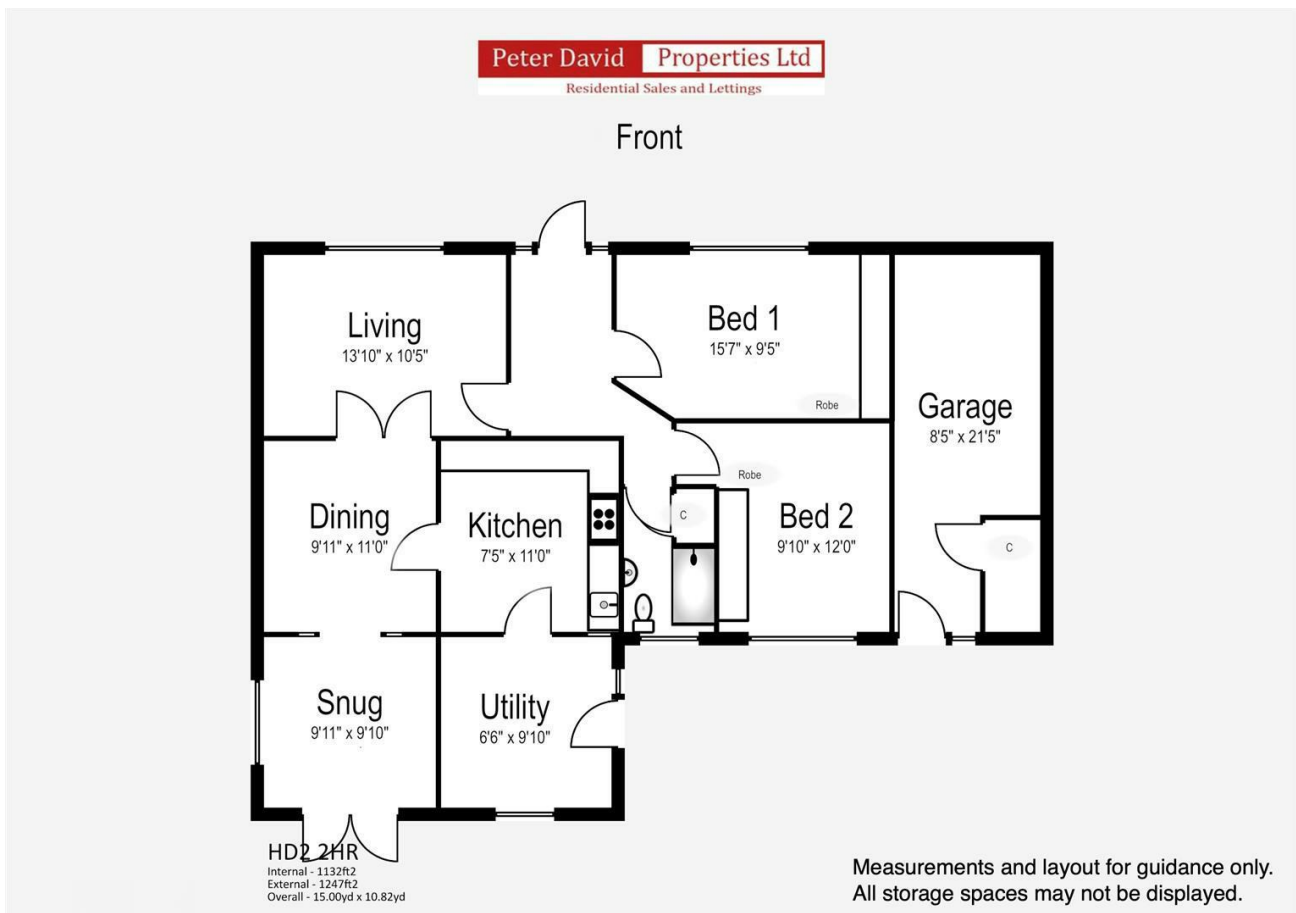 Peter David Properties Ltd
Residential Sales and Lettings
Front
Living
13'10" x 10'5"
Bed 1
15'7" x 9'5"
Robe
Garage
8'5" x 21'5"
Dining
9'11" x 11'0"
Kitchen
7'5" x 11'0"
C
Robe
Bed 2
9'10" x 12'0"
C
Snug
9'11" x 9'10"
Utility
6'6" x 9'10"
HD2 2HR
Internal - 1132ft2
External - 1247ft2
Overall - 15.00yd x 10.82yd
Measurements and layout for guidance only.
All storage spaces may not be displayed.